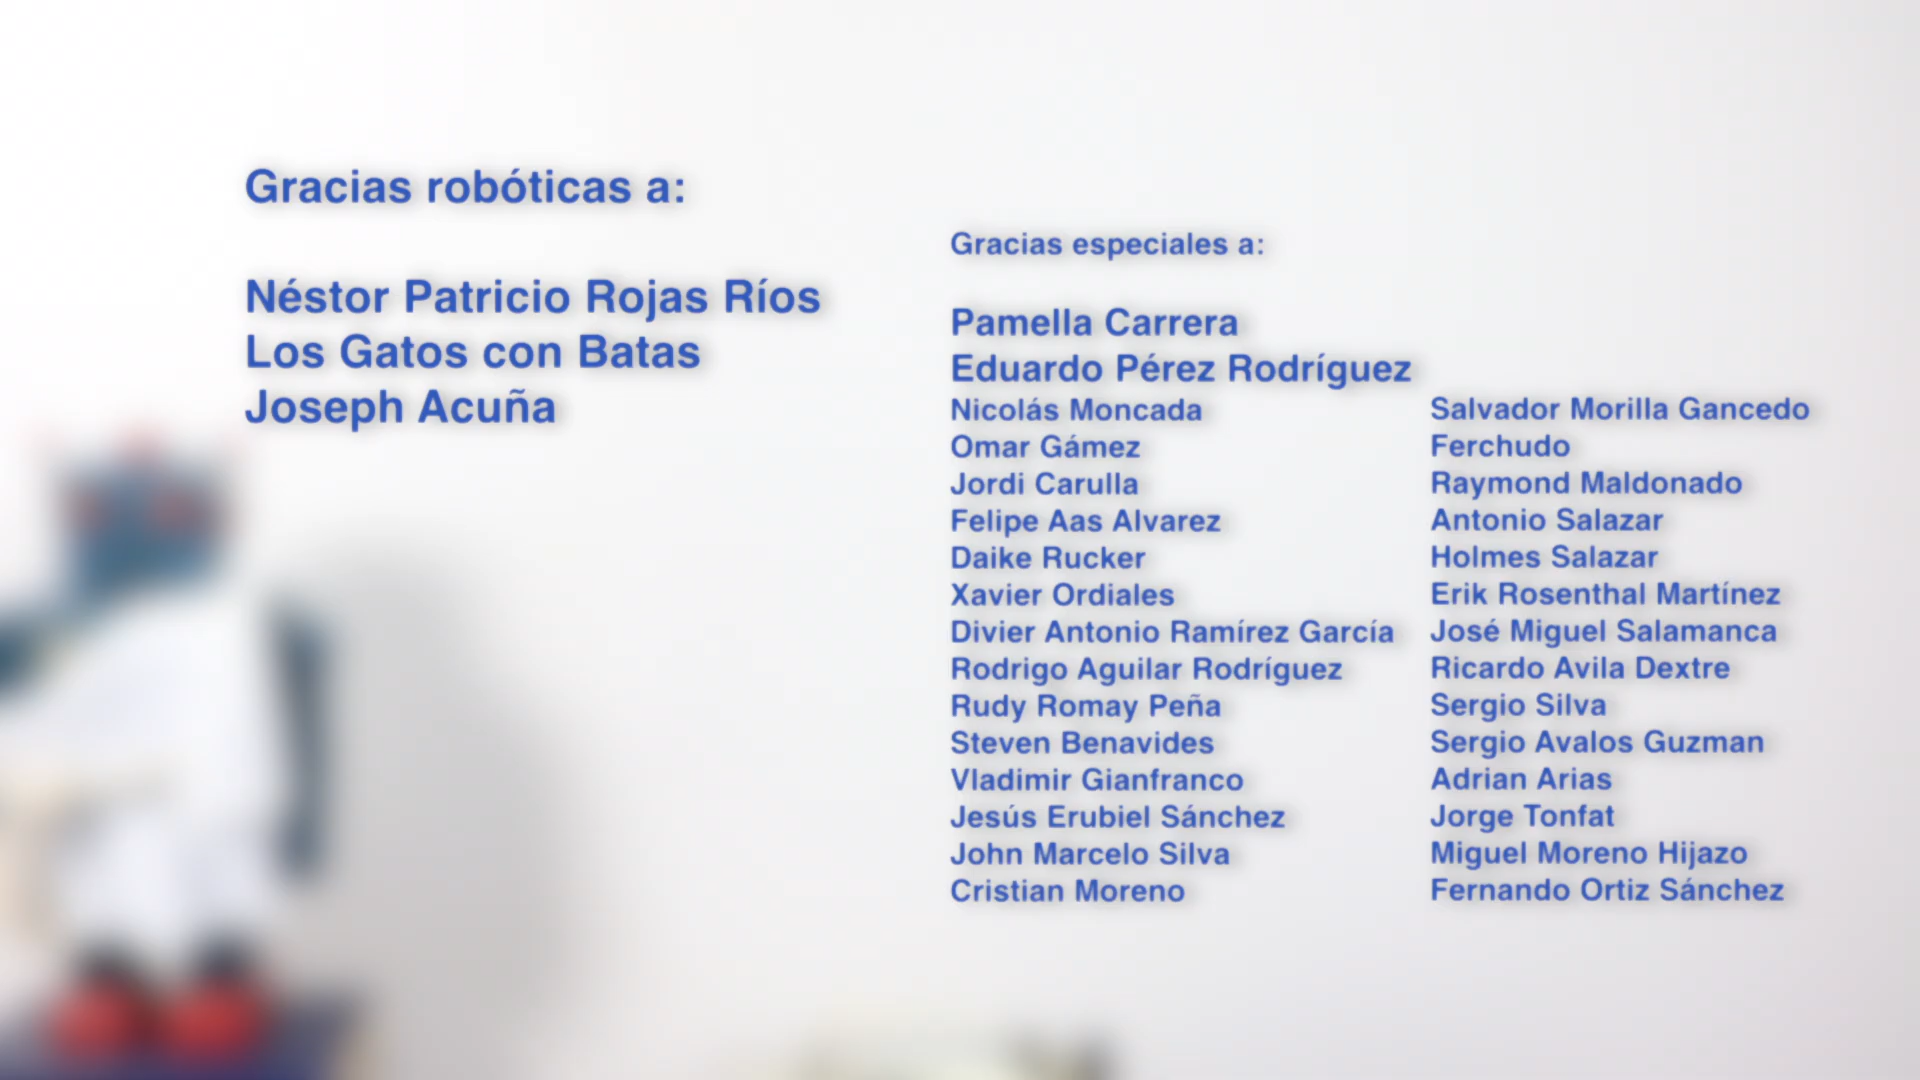 Gracias robóticas a:
Néstor Patricio Rojas Ríos
Los Gatos con Batas
Joseph Acuña
Gracias especiales a:
Pamella Carrera
Eduardo Pérez Rodríguez
Nicolás Moncada
Omar Gámez
Jordi Carulla
Felipe Aas Alvarez
Daike Rucker
Xavier Ordiales
Divier Antonio Ramírez García
Rodrigo Aguilar Rodríguez
Rudy Romay Peña
Steven Benavides
Vladimir Gianfranco
Jesús Erubiel Sánchez
John Marcelo Silva
Cristian Moreno
Salvador Morilla Gancedo
Ferchudo
Raymond Maldonado
Antonio Salazar
Holmes Salazar
Erik Rosenthal Martínez
José Miguel Salamanca
Ricardo Avila Dextre
Sergio Silva
Sergio Avalos Guzman
Adrian Arias
Jorge Tonfat
Miguel Moreno Hijazo
Fernando Ortiz Sánchez